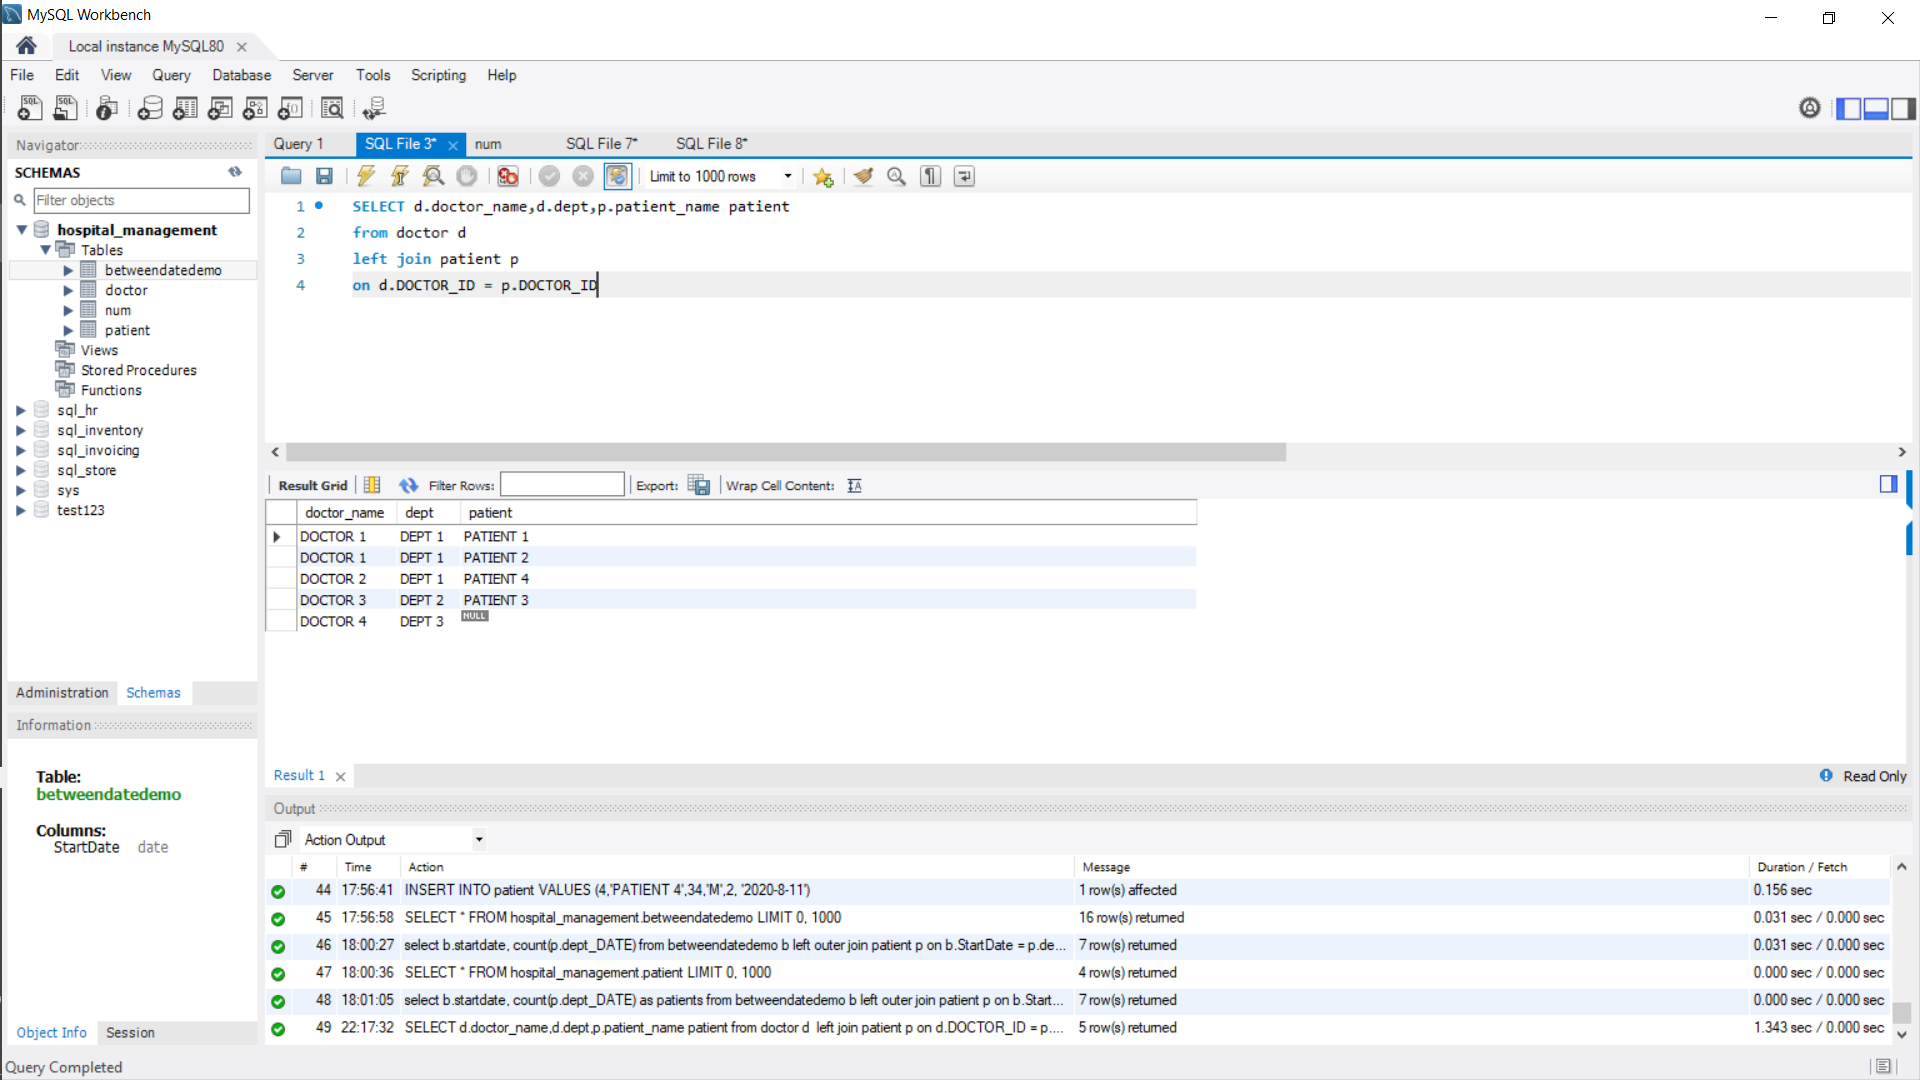 MySQL Workbench
Local instance MySQL80
File Edit View Query Database Server Tools Scripting Help
Navigator
SCHEMAS
Filter objects
hospital_management
Tables
betweendatedemo
doctor
num
patient
Views
Stored Procedures
Functions
sql_hr
sql_inventory
sql_invoicing
sql_store
sys
test123
Administration Schemas
Information
Table:
betweendatedemo
Columns:
StartDate date
Object Info Session
Query 1 SQL File 3* num SQL File 7* SQL File 8*
Limit to 1000 rows
1 SELECT d.doctor_name,d.dept,p.patient_name patient
2 from doctor d
3 left join patient p
4 on d.DOCTOR_ID = p.DOCTOR_ID
Result Grid Filter Rows: Export: Wrap Cell Content:
doctor_name dept patient
DOCTOR 1 DEPT 1 PATIENT 1
DOCTOR 1 DEPT 1 PATIENT 2
DOCTOR 2 DEPT 1 PATIENT 4
DOCTOR 3 DEPT 2 PATIENT 3
DOCTOR 4 DEPT 3 NULL
Result 1 Read Only
Output
Action Output
# Time Action Message Duration / Fetch
44 17:56:41 INSERT INTO patient VALUES (4,'PATIENT 4',34,'M',2, '2020-8-11') 1 row(s) affected 0.156 sec
45 17:56:58 SELECT * FROM hospital_management.betweendatedemo LIMIT 0, 1000 16 row(s) returned 0.031 sec / 0.000 sec
46 18:00:27 select b.startdate, count(p.dept_DATE) from betweendatedemo b left outer join patient p on b.StartDate = p.de... 7 row(s) returned 0.031 sec / 0.000 sec
47 18:00:36 SELECT * FROM hospital_management.patient LIMIT 0, 1000 4 row(s) returned 0.000 sec / 0.000 sec
48 18:01:05 select b.startdate, count(p.dept_DATE) as patients from betweendatedemo b left outer join patient p on b.Start... 7 row(s) returned 0.000 sec / 0.000 sec
49 22:17:32 SELECT d.doctor_name,d.dept,p.patient_name patient from doctor d left join patient p on d.DOCTOR_ID = p.... 5 row(s) returned 1.343 sec / 0.000 sec
Query Completed